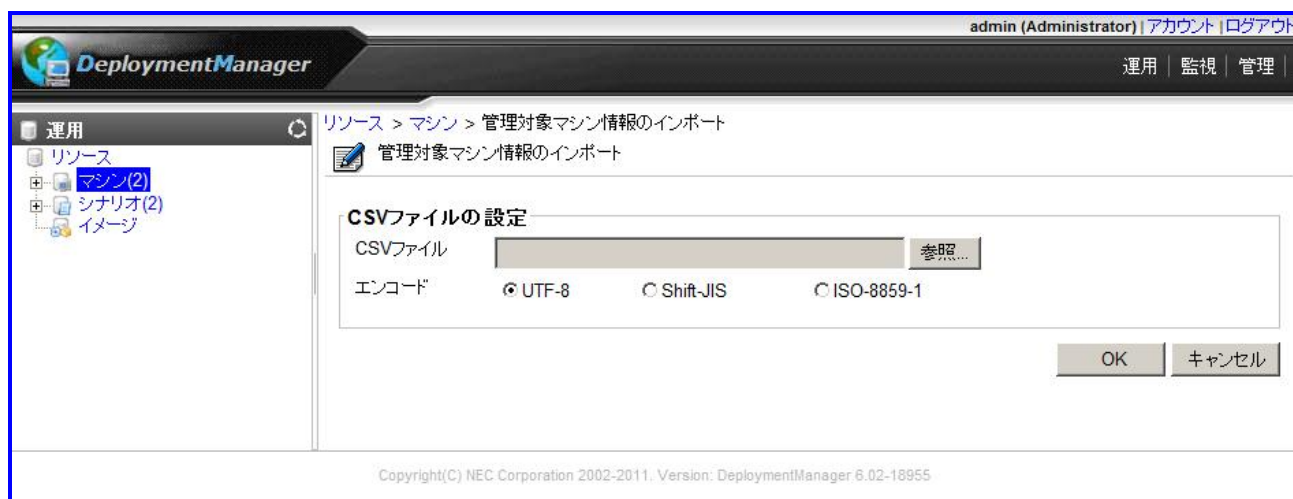 admin (Administrator) | アカウント | ログアウト
DeploymentManager
運用 | 監視 | 管理 |
運用
リソース
マシン(2)
シナリオ(2)
イメージ
リソース > マシン > 管理対象マシン情報のインポート
管理対象マシン情報のインポート
CSVファイルの設定
CSVファイル 参照...
エンコード UTF-8 Shift-JIS ISO-8859-1
OK キャンセル
Copyright(C) NEC Corporation 2002-2011. Version: DeploymentManager 6.02-18955